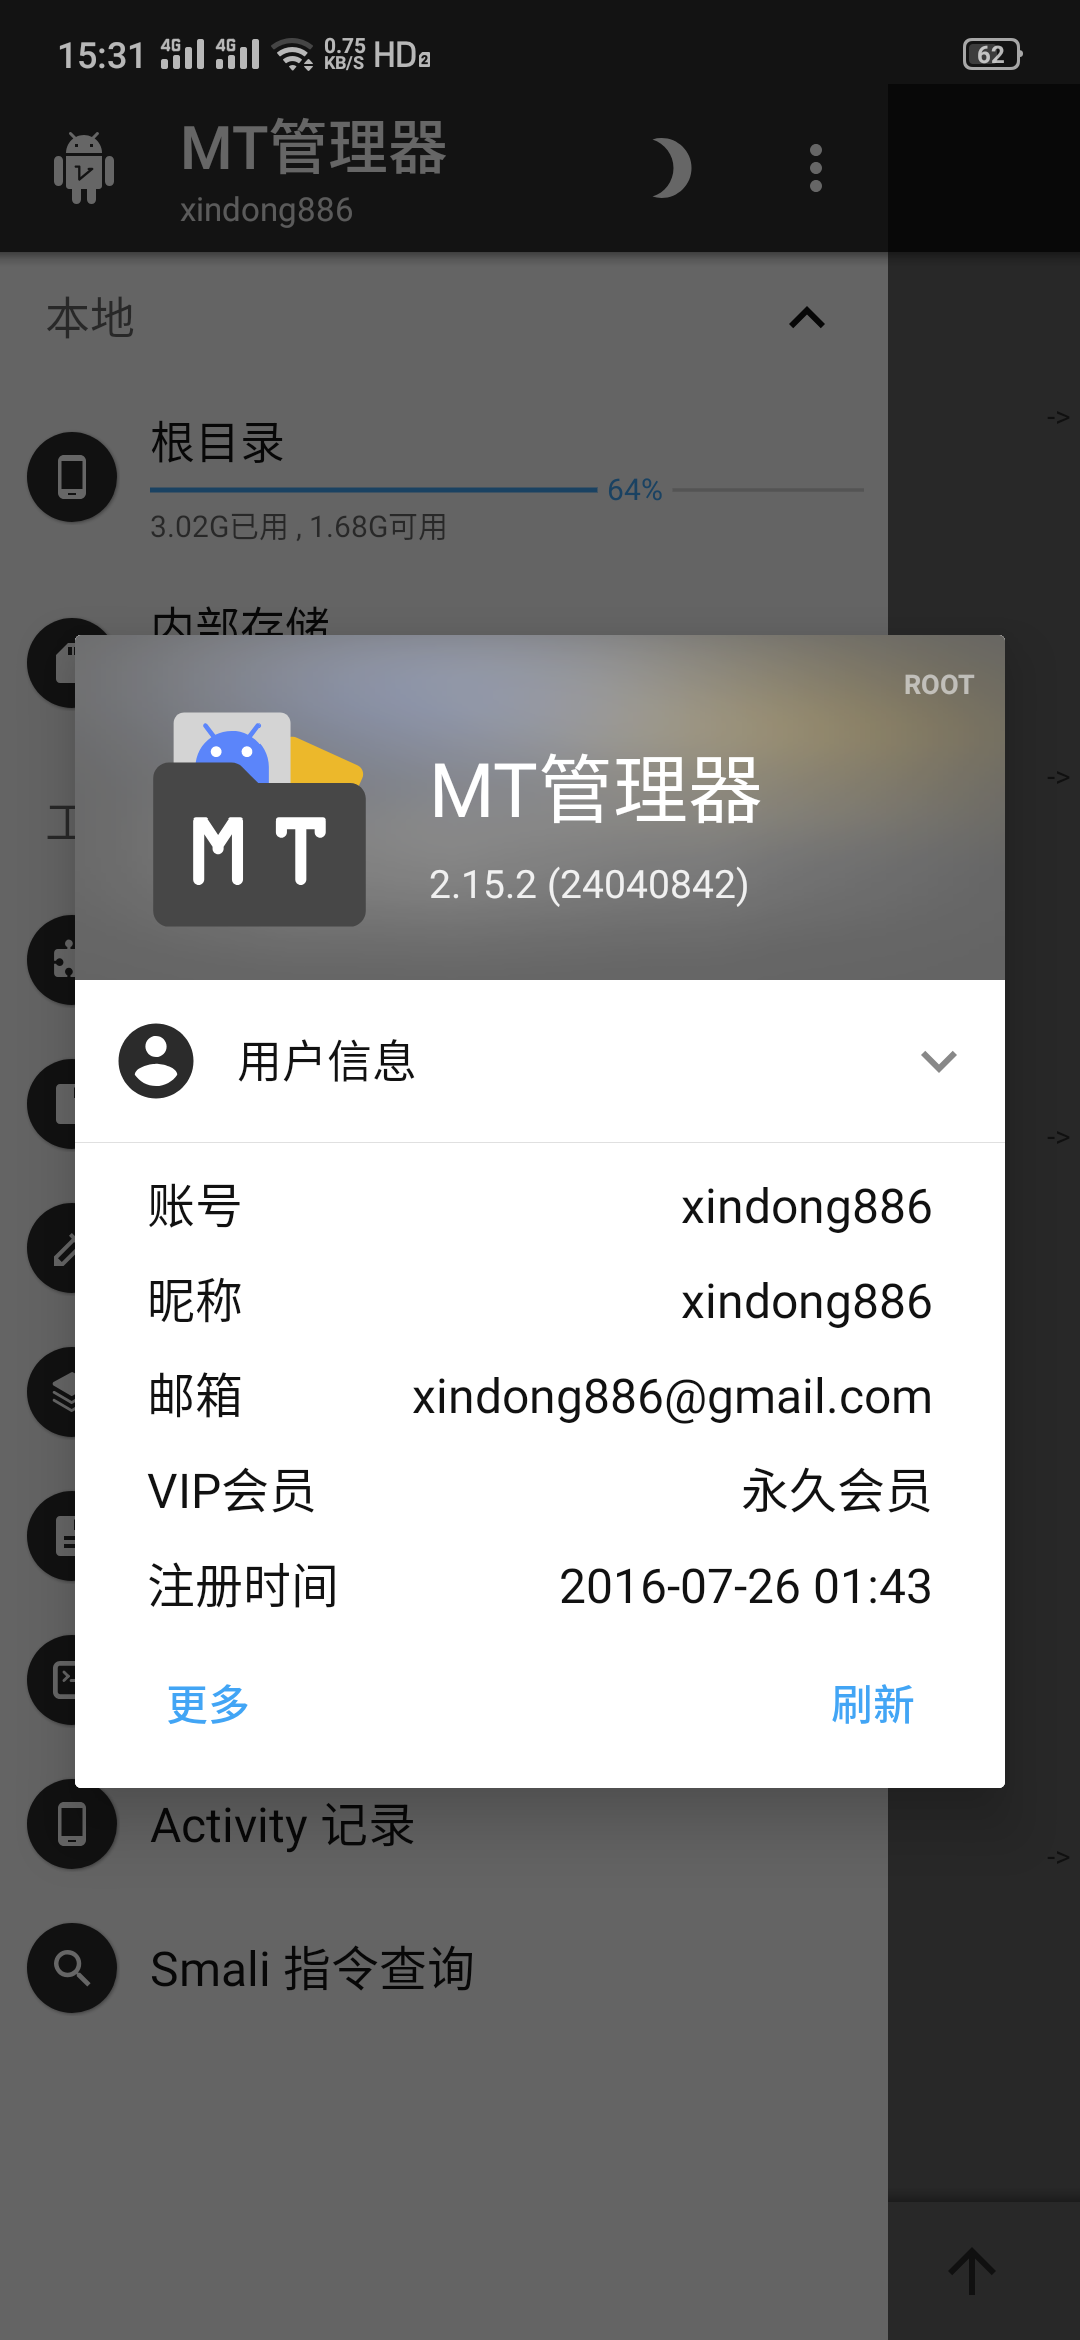 15:31 4G 4G 0.75 KB/S HD2 62
MT管理器
xindong886
本地
根目录
64%
3.02G已用 , 1.68G可用
内部存储
->
->
->
->
ROOT
MT
MT管理器
2.15.2 (24040842)
用户信息
账号 xindong886
昵称 xindong886
邮箱 xindong886@gmail.com
VIP会员 永久会员
注册时间 2016-07-26 01:43
更多 刷新
Activity 记录
Smali 指令查询